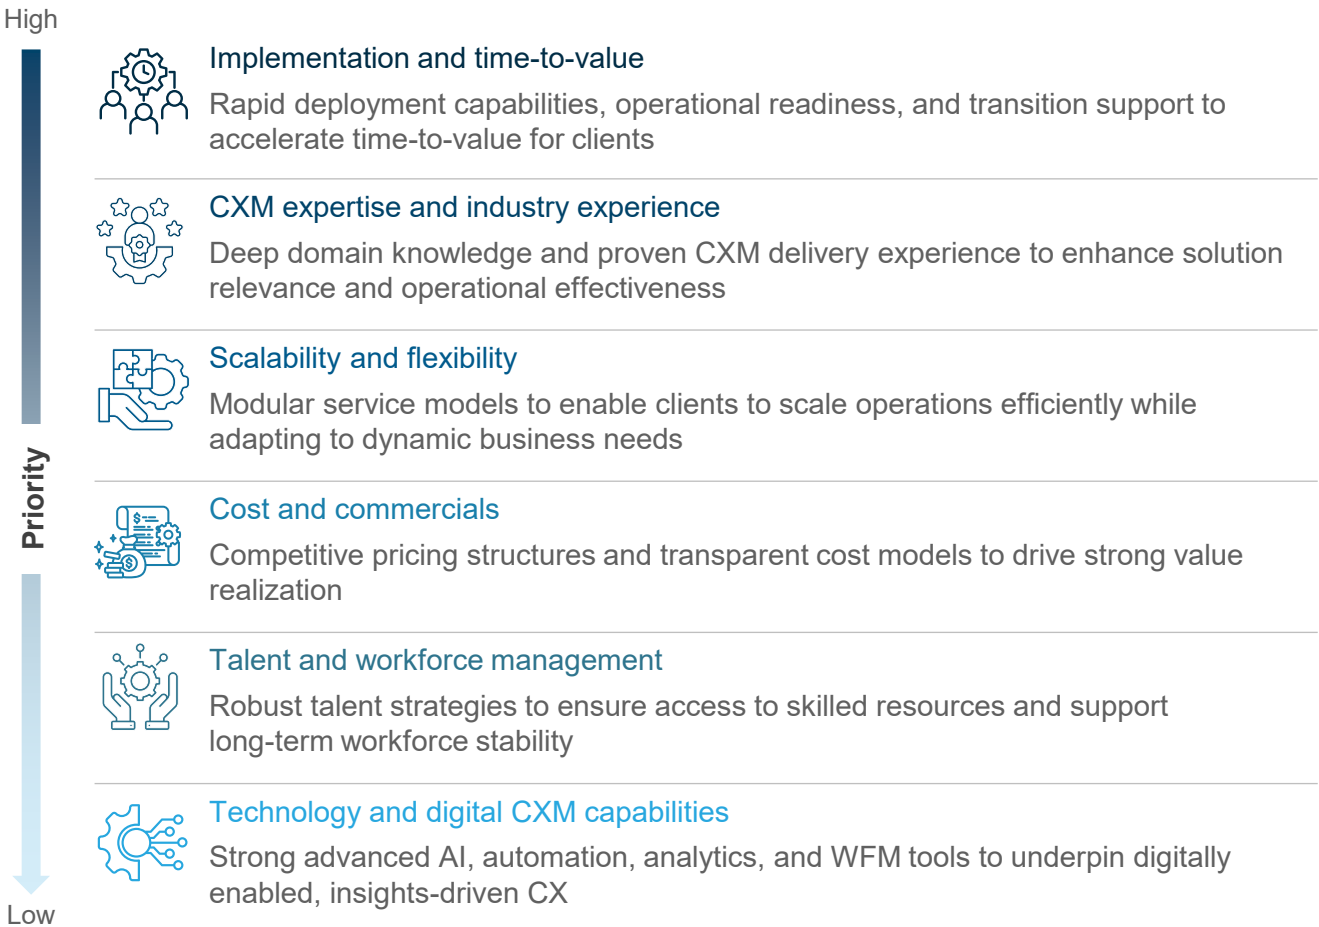 High
Implementation and time-to-value
Rapid deployment capabilities, operational readiness, and transition support to
accelerate time-to-value for clients
CXM expertise and industry experience
Deep domain knowledge and proven CXM delivery experience to enhance solution
relevance and operational effectiveness
Scalability and flexibility
Modular service models to enable clients to scale operations efficiently while
adapting to dynamic business needs
Priority
Cost and commercials
Competitive pricing structures and transparent cost models to drive strong value
realization
Talent and workforce management
Robust talent strategies to ensure access to skilled resources and support
long-term workforce stability
Technology and digital CXM capabilities
Strong advanced AI, automation, analytics, and WFM tools to underpin digitally
enabled, insights-driven CX
Low